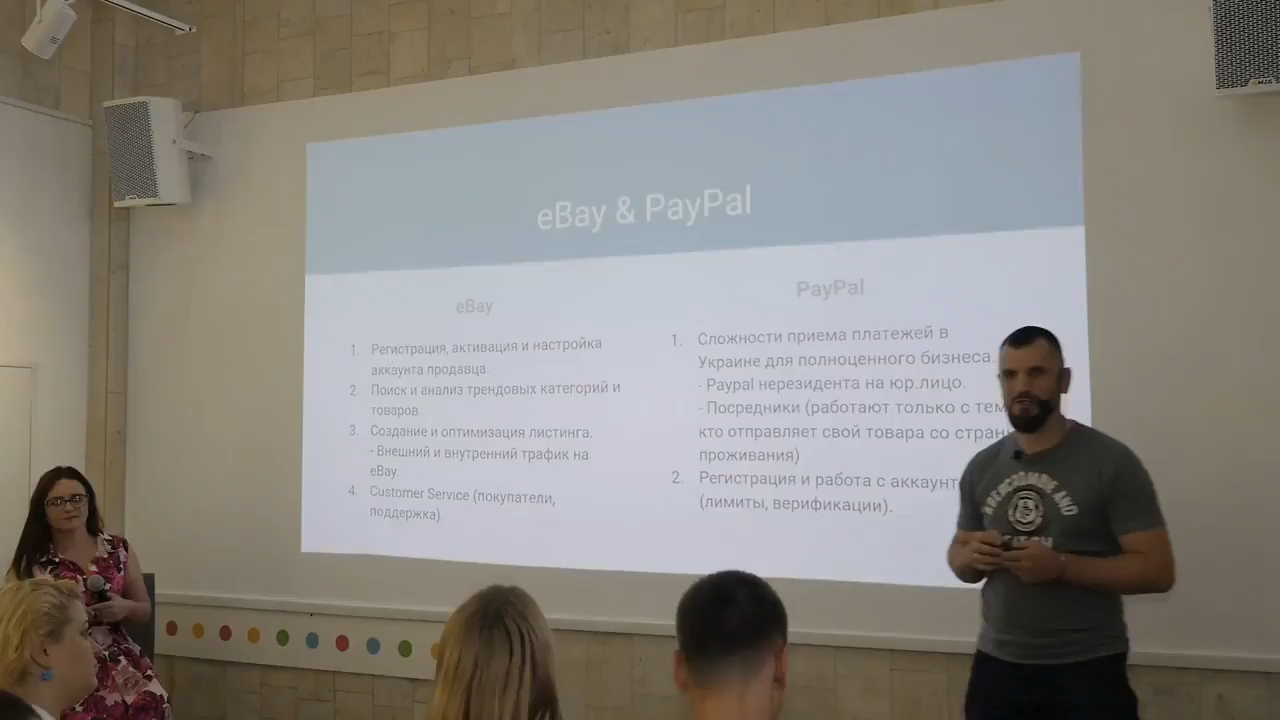 eBay & PayPal
eBay
1. Регистрация, активация и настройка
аккаунта продавца.
2. Поиск и анализ трендовых категорий и
товаров
3. Создание и оптимизация листинга.
- Внешний и внутренний трафик на
eBay.
4. Customer Service (покупатели,
поддержка)
PayPal
1. Сложности приема платежей в
Украине для полноценного бизнеса.
- Paypal нерезидента на юр.лицо.
- Посредники (работают только с тем
кто отправляет свой товара со стран
проживания)
2. Регистрация и работа с аккаунт
(лимиты, верификации).